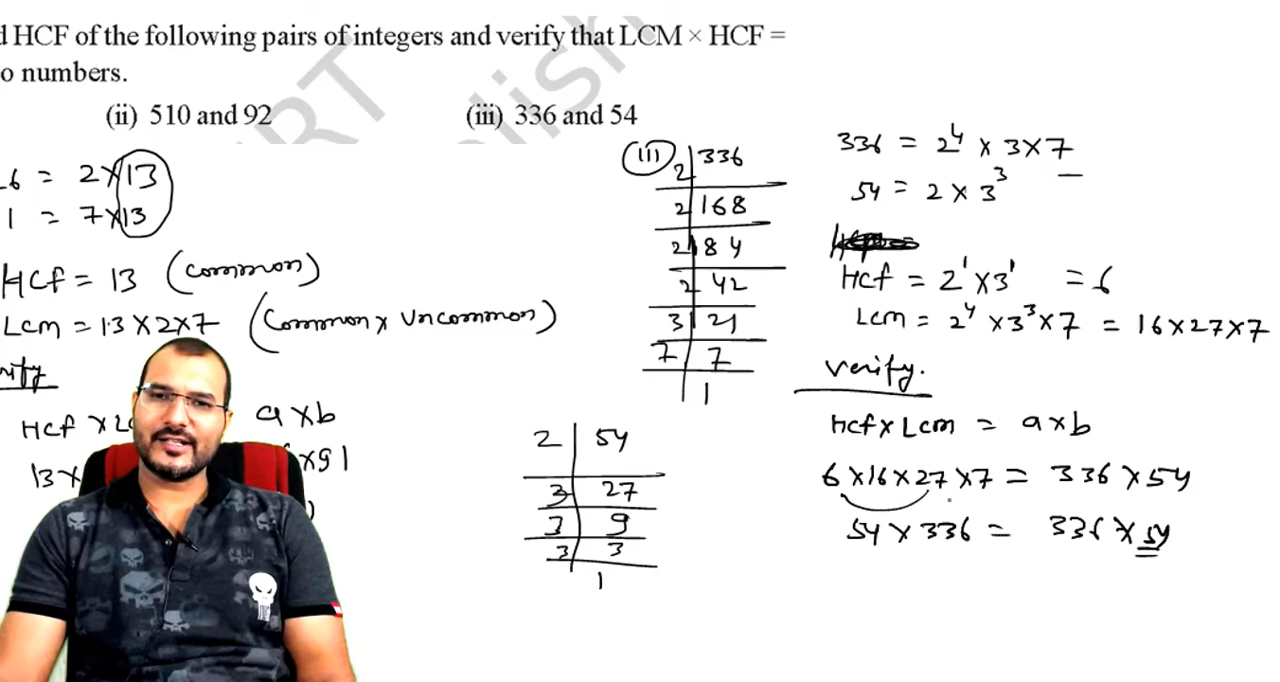 d HCF of the following pairs of integers and verify that LCM × HCF =
o numbers.
(ii) 510 and 92
(iii) 336 and 54
6 = 2×13
1 = 7×13
HCF = 13 (common)
Lcm = 13×2×7 (common × uncommon)
Hcf
a×b
13×
×91
(iii)
2 | 336
2 | 168
2 | 84
2 | 42
3 | 21
7 | 7
1
2 | 54
3 | 27
3 | 9
3 | 3
1
336 = 2⁴ × 3×7
54 = 2 × 3³
Hcf = 2¹×3¹ = 6
Lcm = 2⁴ ×3³×7 = 16×27×7
Verify.
Hcf×Lcm = a×b
6×16×27×7 = 336×54
54×336 = 336×54